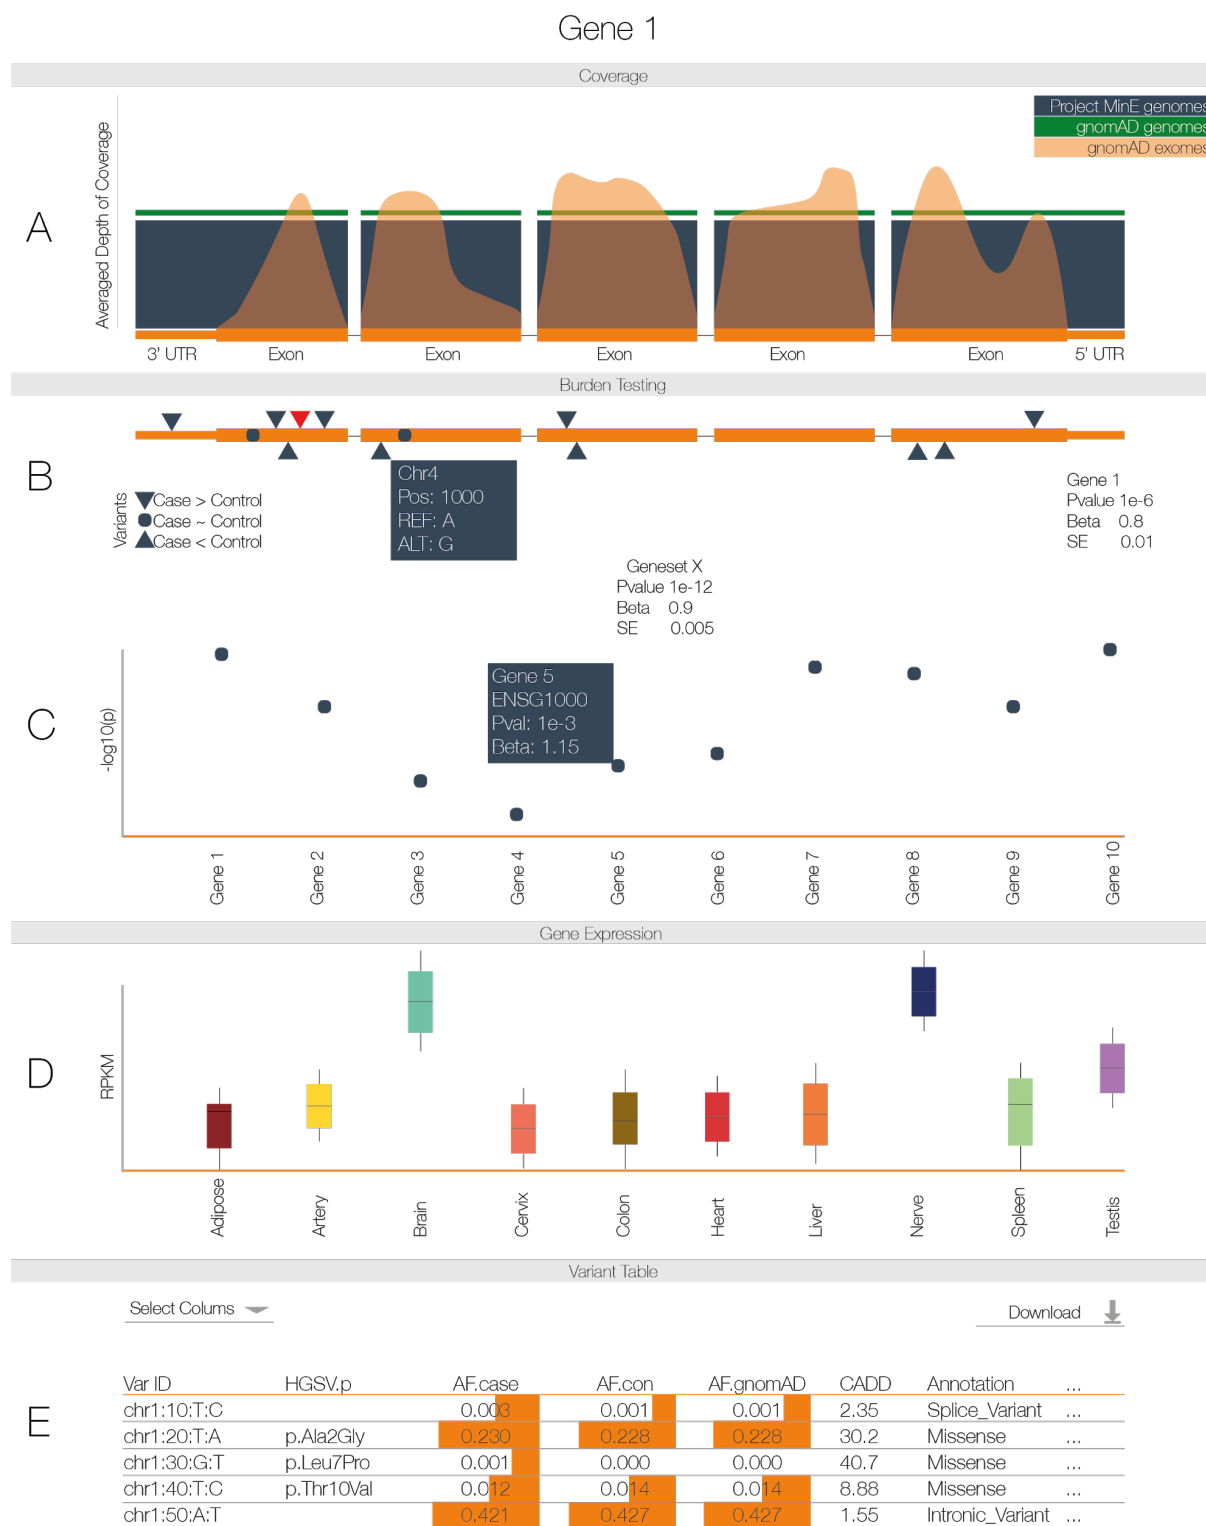 Gene 1
Coverage
Project MinE genomes
gnomAD genomes
gnomAD exomes
Averaged Depth of Coverage
A
3' UTR Exon Exon Exon Exon Exon 5' UTR
Burden Testing
B
Variants
Case > Control
Case ~ Control
Case < Control
Chr4
Pos: 1000
REF: A
ALT: G
Gene 1
Pvalue 1e-6
Beta 0.8
SE 0.01
Geneset X
Pvalue 1e-12
Beta 0.9
SE 0.005
C
-log10(p)
Gene 5
ENSG1000
Pval: 1e-3
Beta: 1.15
Gene 1 Gene 2 Gene 3 Gene 4 Gene 5 Gene 6 Gene 7 Gene 8 Gene 9 Gene 10
Gene Expression
D
RPKM
Adipose Artery Brain Cervix Colon Heart Liver Nerve Spleen Testis
Variant Table
Select Colums
Download
E
Var ID HGSV.p AF.case AF.con AF.gnomAD CADD Annotation ...
chr1:10:T:C 0.003 0.001 0.001 2.35 Splice_Variant ...
chr1:20:T:A p.Ala2Gly 0.230 0.228 0.228 30.2 Missense ...
chr1:30:G:T p.Leu7Pro 0.001 0.000 0.000 40.7 Missense ...
chr1:40:T:C p.Thr10Val 0.012 0.014 0.014 8.88 Missense ...
chr1:50:A:T 0.421 0.427 0.427 1.55 Intronic_Variant ...